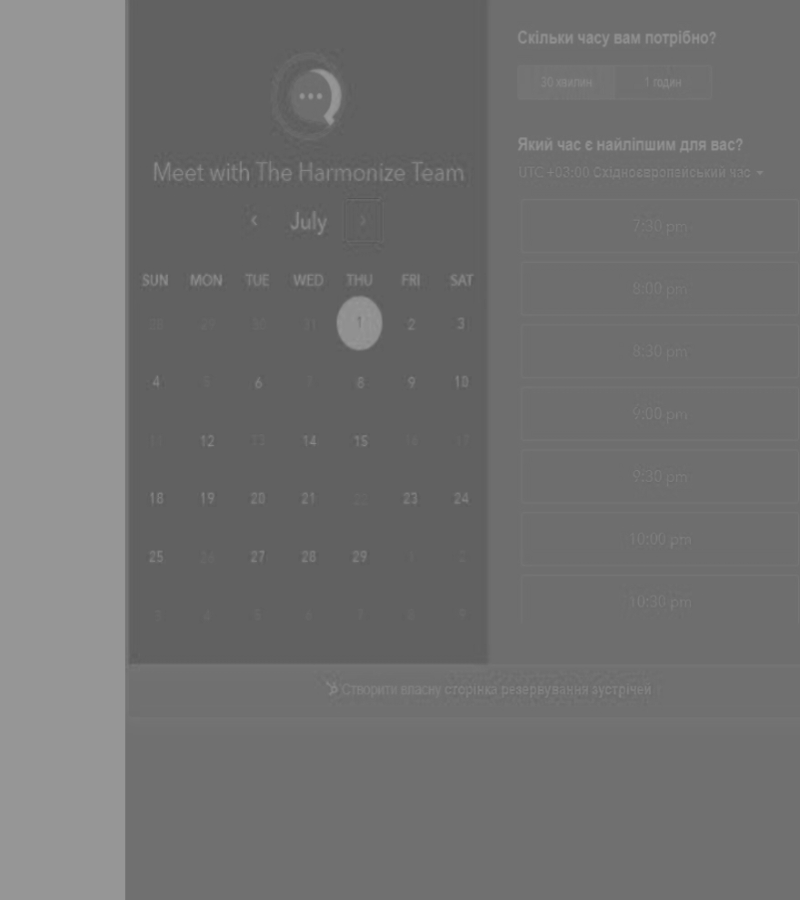 Meet with The Harmonize Team
July
SUN MON TUE WED THU FRI SAT
28 29 30 31 1 2 3
4 5 6 7 8 9 10
11 12 13 14 15 16 17
18 19 20 21 22 23 24
25 26 27 28 29 1 2
3 4 5 6 7 8 9
Скільки часу вам потрібно?
30 хвилин 1 годин
Який час є найліпшим для вас?
UTC +03:00 Східноєвропейський час
7:30 pm
8:00 pm
8:30 pm
9:00 pm
9:30 pm
10:00 pm
10:30 pm
Створити власну сторінка резервування зустрічей